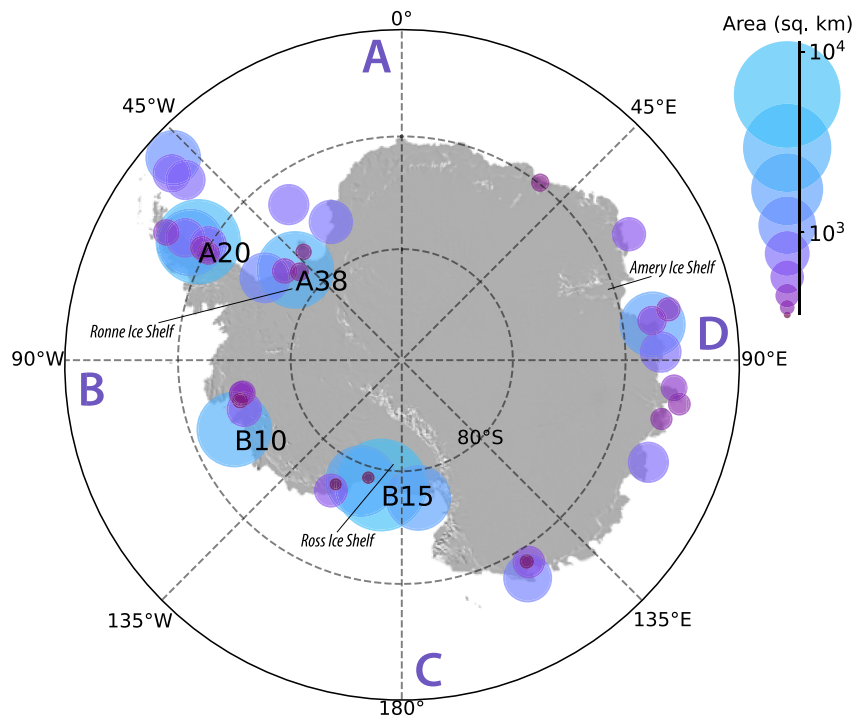 Area (sq. km)
10⁴
10³
0°
A
45°W
45°E
A20
A38
Amery Ice Shelf
Ronne Ice Shelf
D
90°W
90°E
B
B10
80°S
B15
Ross Ice Shelf
135°W
135°E
C
180°